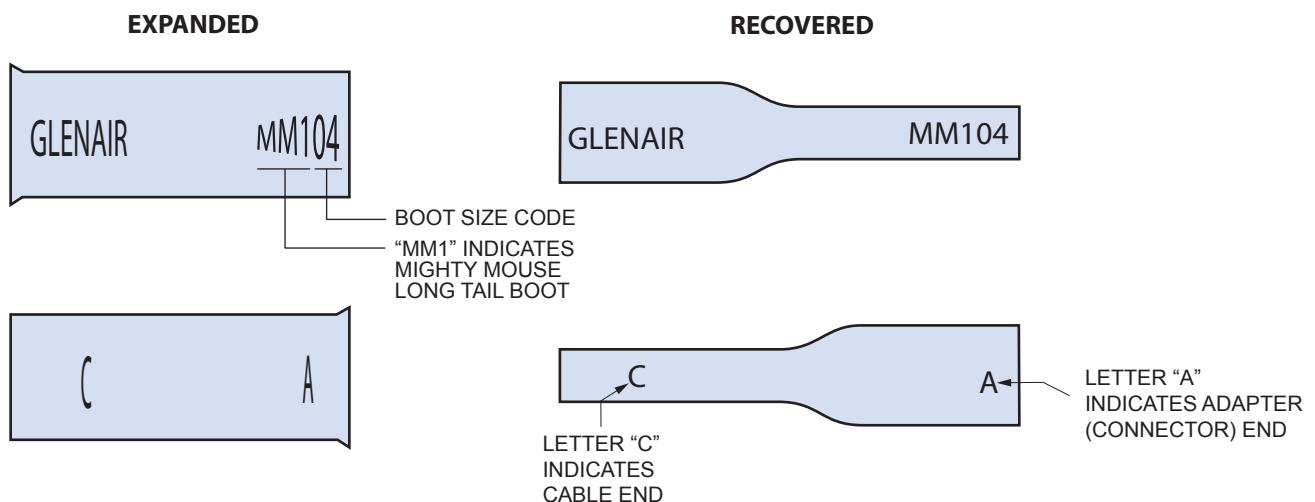 EXPANDED
RECOVERED
GLENAIR
MM104
GLENAIR
MM104
BOOT SIZE CODE
“MM1” INDICATES
MIGHTY MOUSE
LONG TAIL BOOT
C
A
C
A
LETTER “A”
INDICATES ADAPTER
(CONNECTOR) END
LETTER “C”
INDICATES
CABLE END